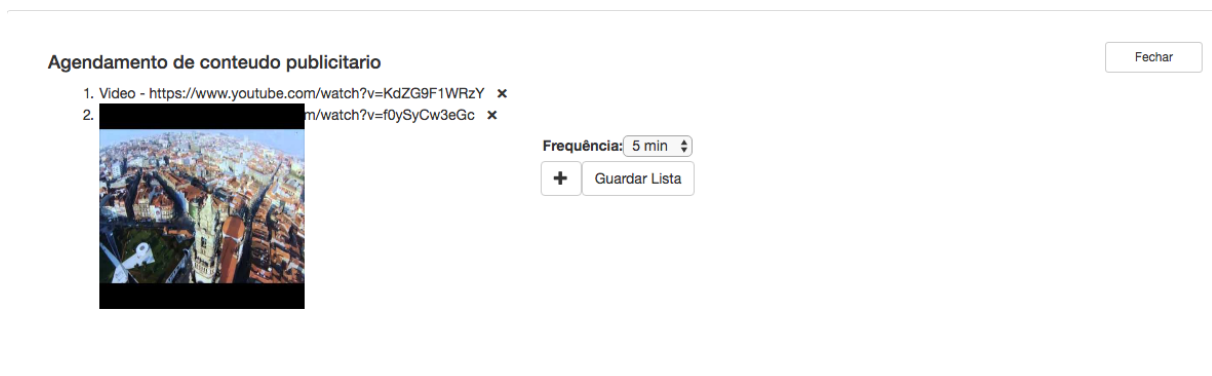 Agendamento de conteudo publicitario
Fechar
1. Video - https://www.youtube.com/watch?v=KdZG9F1WRzY ×
2. m/watch?v=f0ySyCw3eGc ×
Frequência: 5 min
+ Guardar Lista